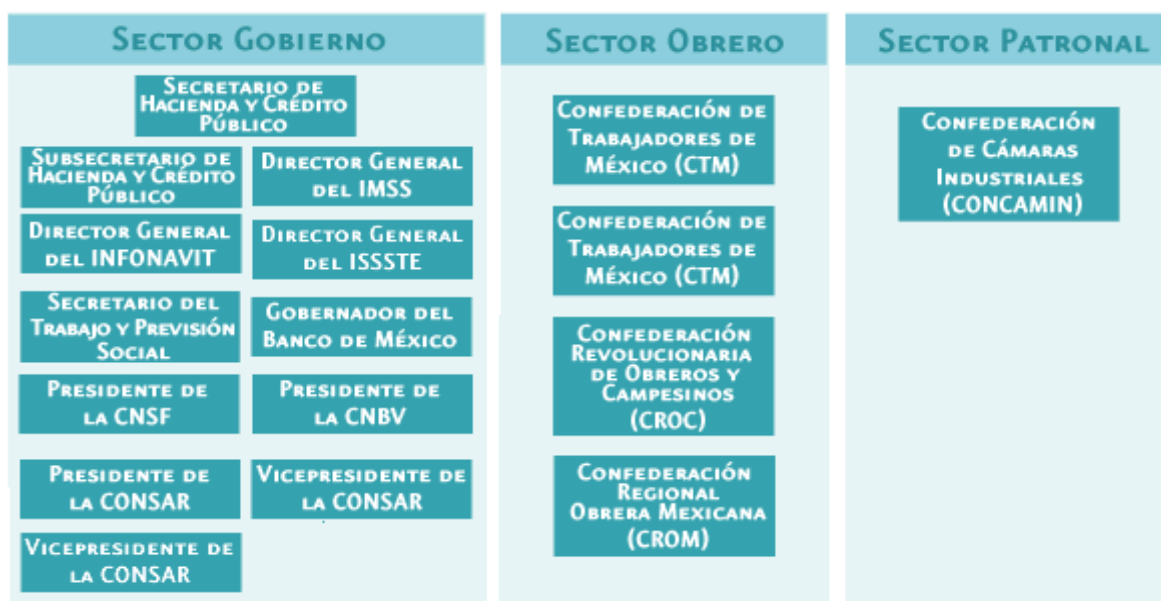 Sector Gobierno
Secretario de
Hacienda y Crédito
Público
Subsecretario de
Hacienda y Crédito
Público
Director General
del IMSS
Director General
del INFONAVIT
Director General
del ISSSTE
Secretario del
Trabajo y Previsión
Social
Gobernador del
Banco de México
Presidente de
la CNSF
Presidente de
la CNBV
Presidente de
la CONSAR
Vicepresidente de
la CONSAR
Vicepresidente de
la CONSAR
Sector Obrero
Confederación de
Trabajadores de
México (CTM)
Confederación de
Trabajadores de
México (CTM)
Confederación
Revolucionaria
de Obreros y
Campesinos
(CROC)
Confederación
Regional
Obrera Mexicana
(CROM)
Sector Patronal
Confederación
de Cámaras
Industriales
(CONCAMIN)